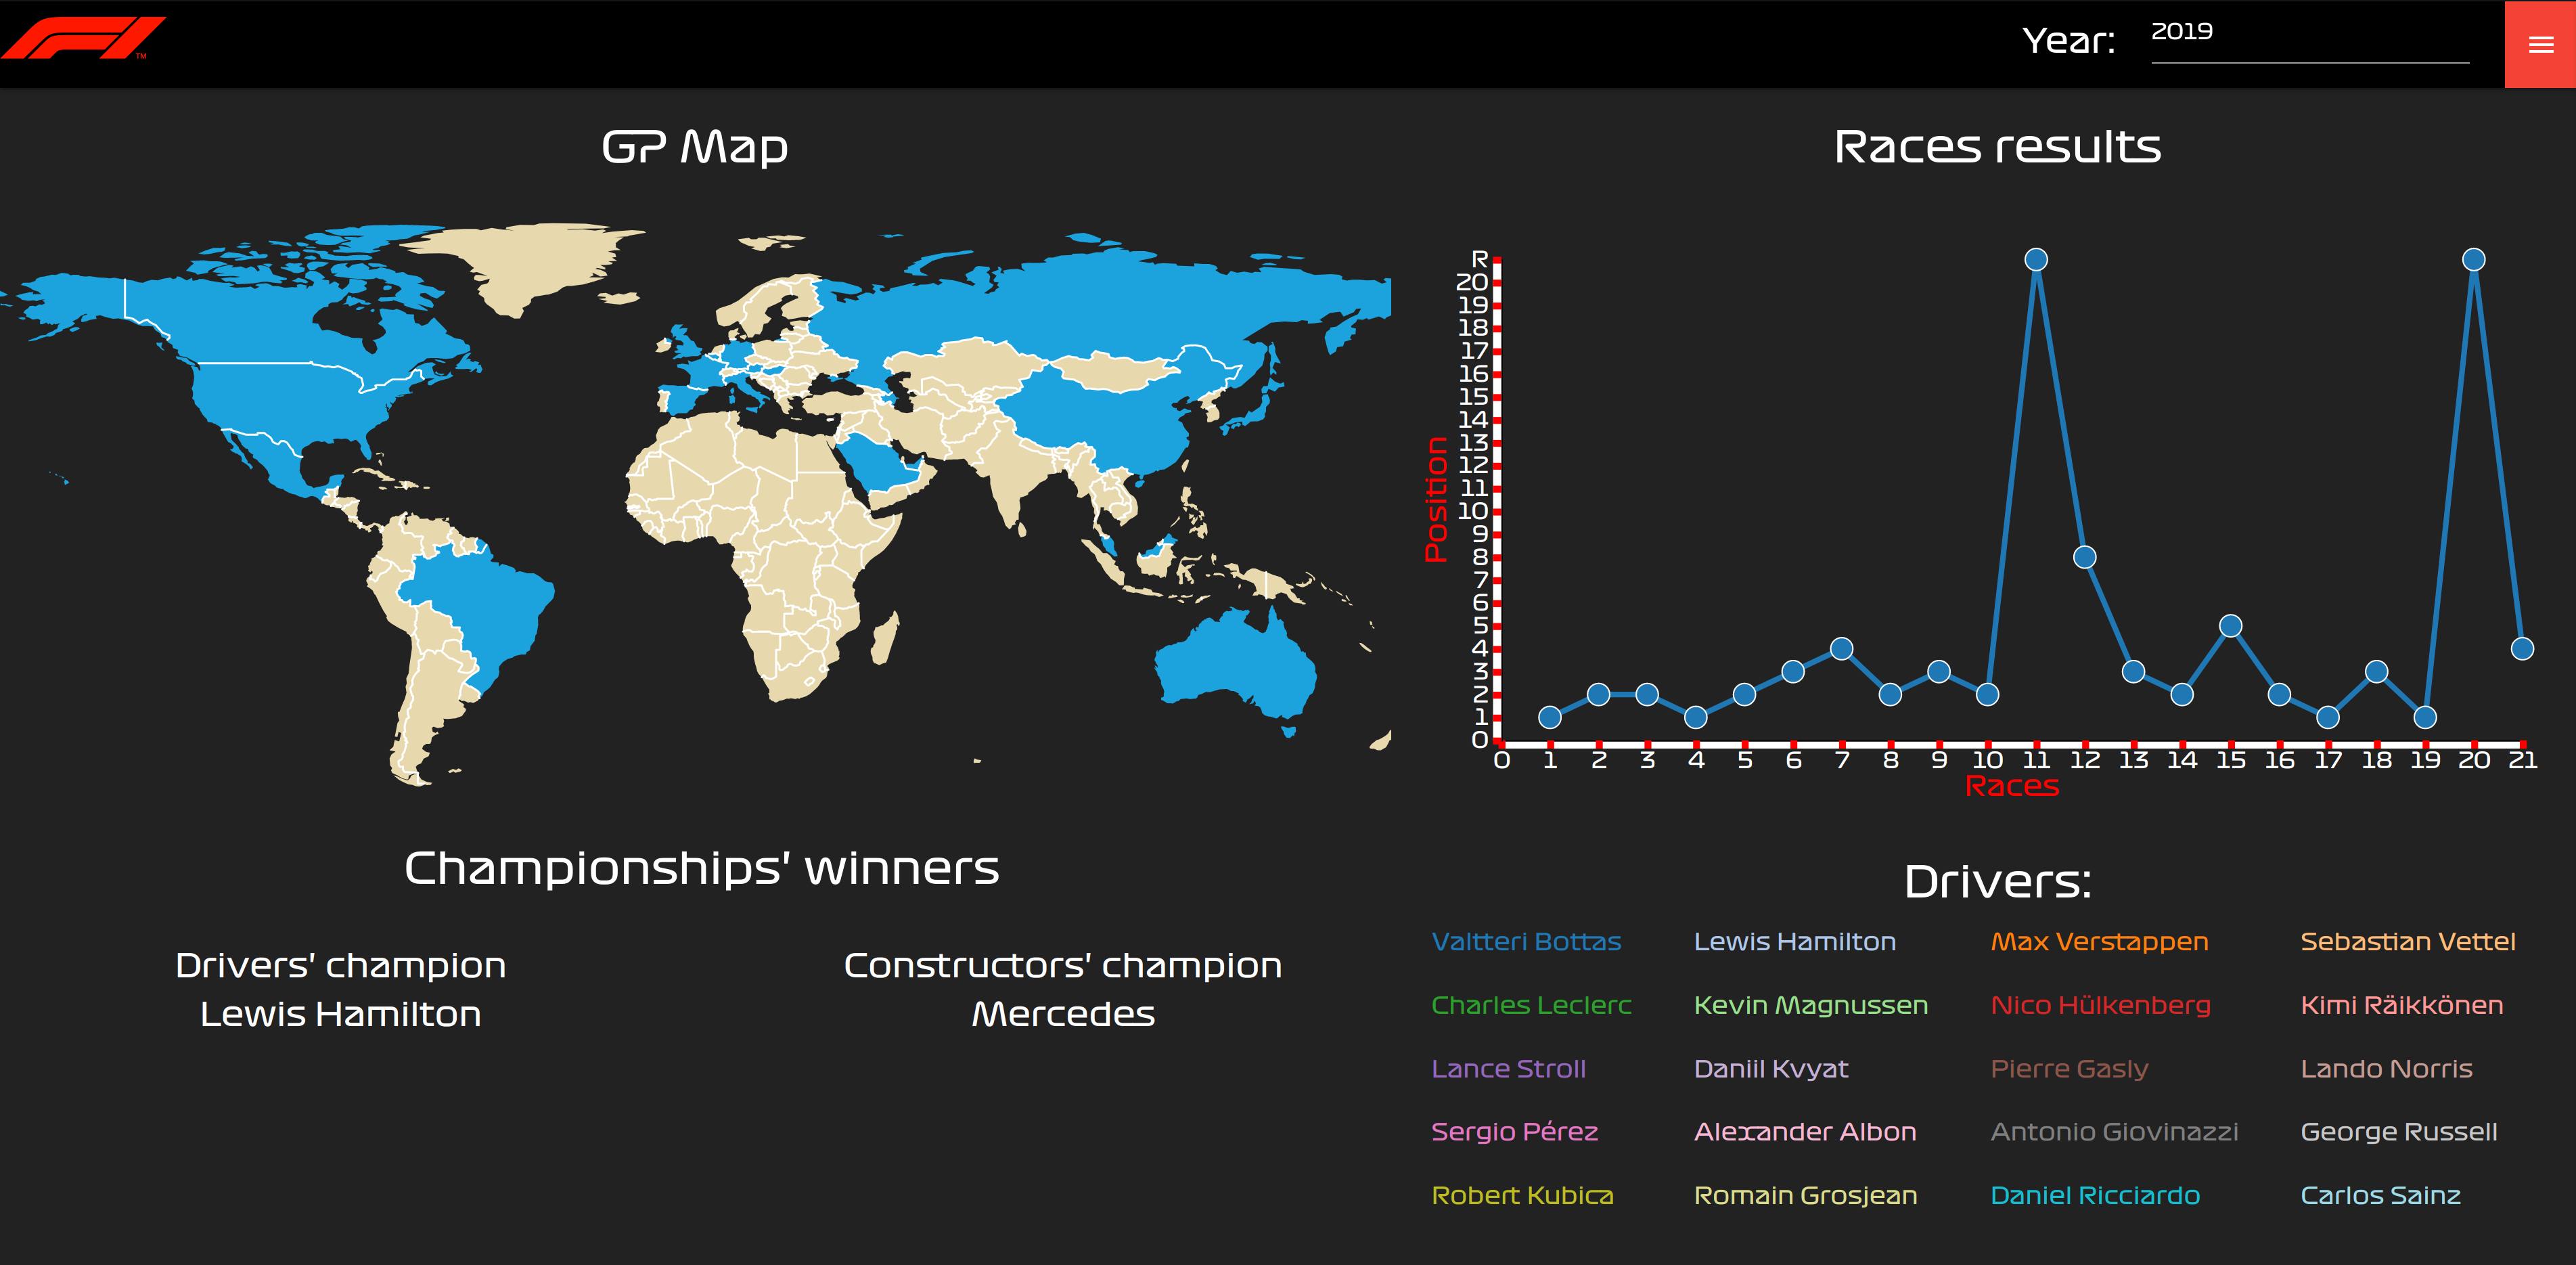 F1™
Year:
2019
GP Map
Races results
R
20
19
18
17
16
15
14
13
12
11
10
9
8
7
6
5
4
3
2
1
0
Position
0 1 2 3 4 5 6 7 8 9 10 11 12 13 14 15 16 17 18 19 20 21
Races
Championships' winners
Drivers' champion
Lewis Hamilton
Constructors' champion
Mercedes
Drivers:
Valtteri Bottas Lewis Hamilton Max Verstappen Sebastian Vettel
Charles Leclerc Kevin Magnussen Nico Hülkenberg Kimi Räikkönen
Lance Stroll Daniil Kvyat Pierre Gasly Lando Norris
Sergio Pérez Alexander Albon Antonio Giovinazzi George Russell
Robert Kubica Romain Grosjean Daniel Ricciardo Carlos Sainz